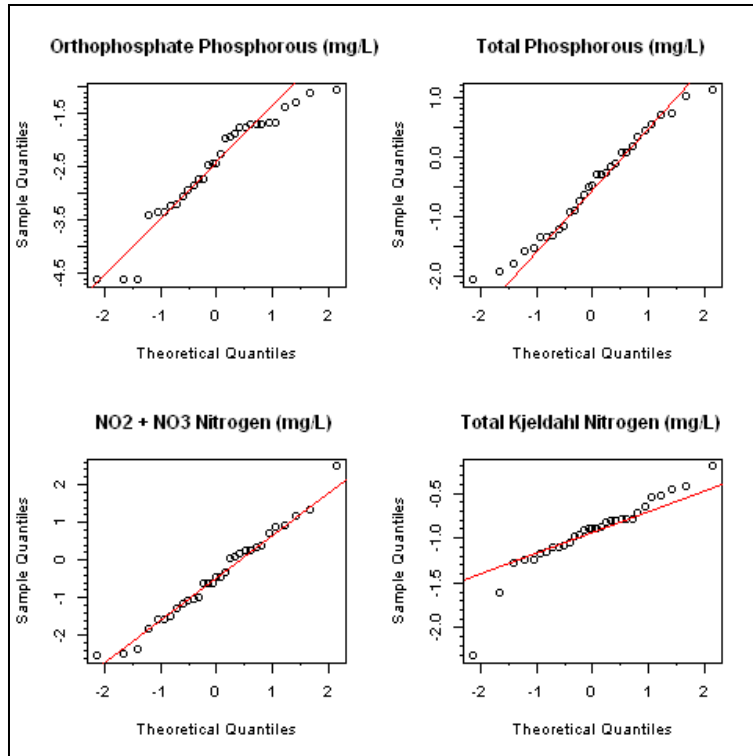 Orthophosphate Phosphorous (mg/L)
Sample Quantiles
-4.5 -3.5 -2.5 -1.5
-2 -1 0 1 2
Theoretical Quantiles
Total Phosphorous (mg/L)
Sample Quantiles
-2.0 -1.0 0.0 1.0
-2 -1 0 1 2
Theoretical Quantiles
NO2 + NO3 Nitrogen (mg/L)
Sample Quantiles
-2 -1 0 1 2
-2 -1 0 1 2
Theoretical Quantiles
Total Kjeldahl Nitrogen (mg/L)
Sample Quantiles
-2.0 -1.5 -1.0 -0.5
-2 -1 0 1 2
Theoretical Quantiles